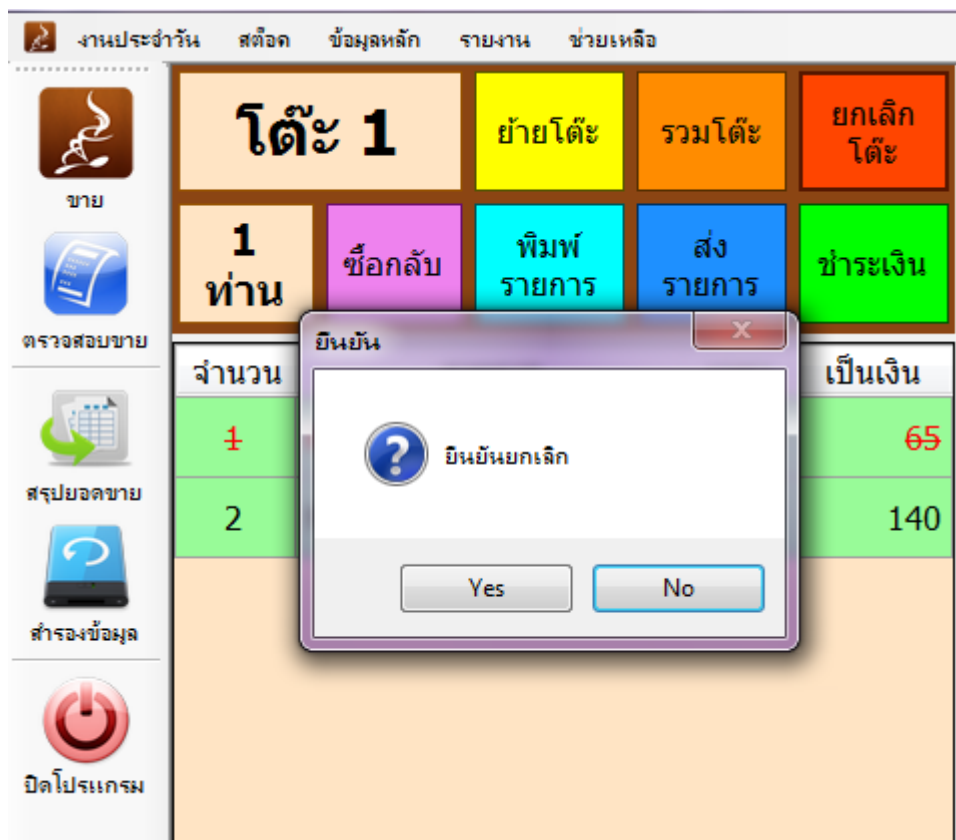 งานประจำวัน สต๊อค ข้อมูลหลัก รายงาน ช่วยเหลือ
ขาย
ตรวจสอบขาย
สรุปยอดขาย
สำรองข้อมูล
ปิดโปรแกรม
โต๊ะ 1
ย้ายโต๊ะ
รวมโต๊ะ
ยกเลิก
โต๊ะ
1
ท่าน
ซื้อกลับ
พิมพ์
รายการ
ส่ง
รายการ
ชำระเงิน
จำนวน เป็นเงิน
1 65
2 140
ยืนยัน
X
ยืนยันยกเลิก
Yes No